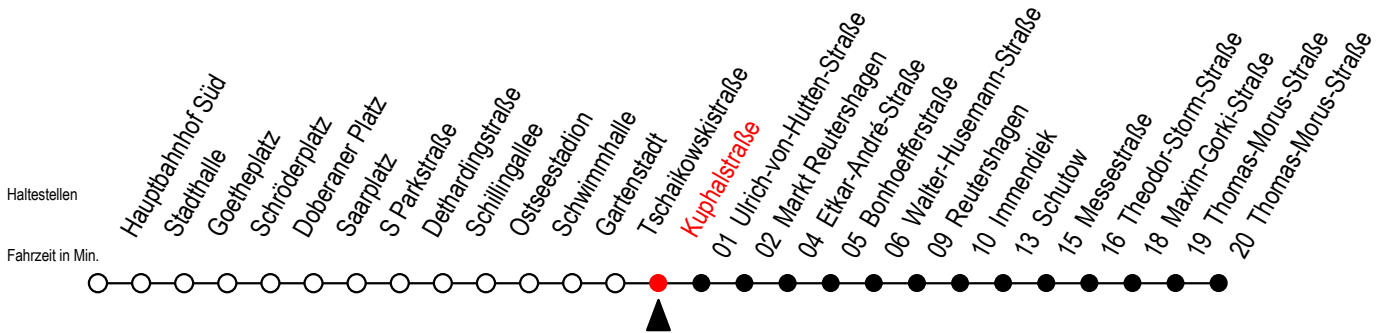 Haltestellen
Fahrzeit in Min.
Hauptbahnhof Süd
Stadthalle
Goetheplatz
Schröderplatz
Doberaner Platz
Saarplatz
S Parkstraße
Dethardingstraße
Schillingallee
Ostseestadion
Schwimmhalle
Gartenstadt
Tschaikowskistraße
Kuphalstraße
01 Ulrich-von-Hutten-Straße
02 Markt Reutershagen
04 Etkar-André-Straße
05 Bonhoefferstraße
06 Walter-Husemann-Straße
09 Reutershagen
10 Immendiek
13 Schutow
15 Messestraße
16 Theodor-Storm-Straße
18 Maxim-Gorki-Straße
19 Thomas-Morus-Straße
20 Thomas-Morus-Straße